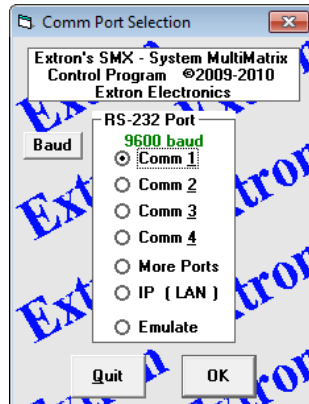 Comm Port Selection
Extron's SMX - System MultiMatrix
Control Program ©2009-2010
Extron Electronics
Baud
RS-232 Port
9600 baud
Comm 1
Comm 2
Comm 3
Comm 4
More Ports
IP ( LAN )
Emulate
Quit
OK